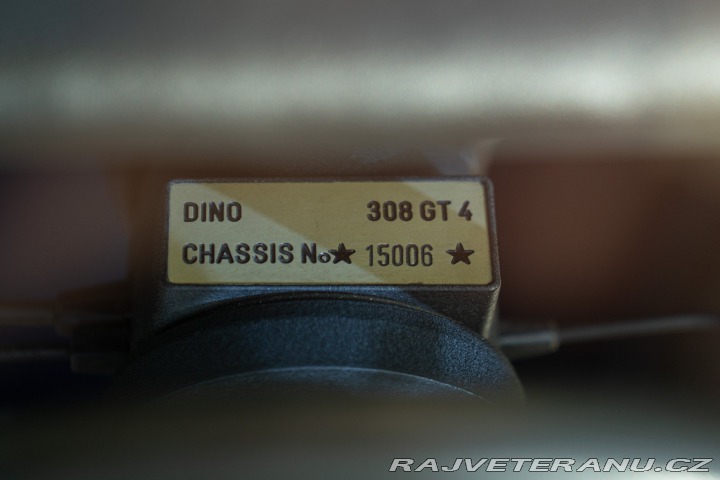 DINO 308 GT 4
CHASSIS No★ 15006 ★
RAJVETERANU.CZ